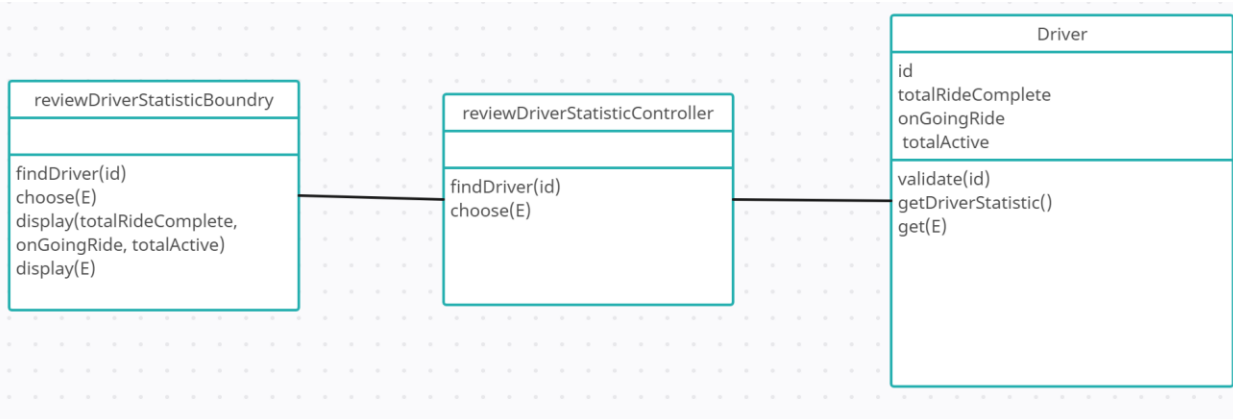 reviewDriverStatisticBoundry
findDriver(id)
choose(E)
display(totalRideComplete,
onGoingRide, totalActive)
display(E)
reviewDriverStatisticController
findDriver(id)
choose(E)
Driver
id
totalRideComplete
onGoingRide
totalActive
validate(id)
getDriverStatistic()
get(E)